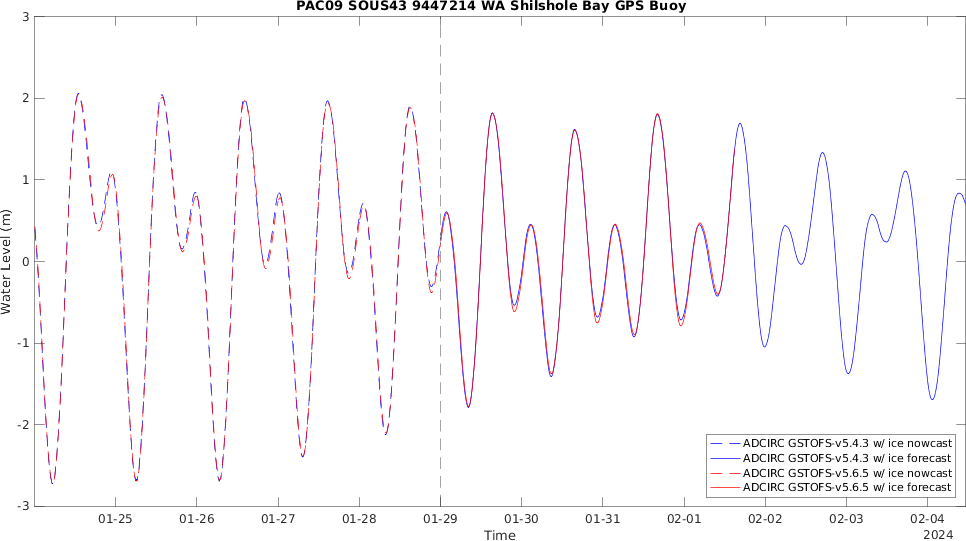 PAC09 SOUS43 9447214 WA Shilshole Bay GPS Buoy
3
2
1
0
-1
-2
-3
Water Level (m)
ADCIRC GSTOFS-v5.4.3 w/ ice nowcast
ADCIRC GSTOFS-v5.4.3 w/ ice forecast
ADCIRC GSTOFS-v5.6.5 w/ ice nowcast
ADCIRC GSTOFS-v5.6.5 w/ ice forecast
01-25 01-26 01-27 01-28 01-29 01-30 01-31 02-01 02-02 02-03 02-04
Time
2024